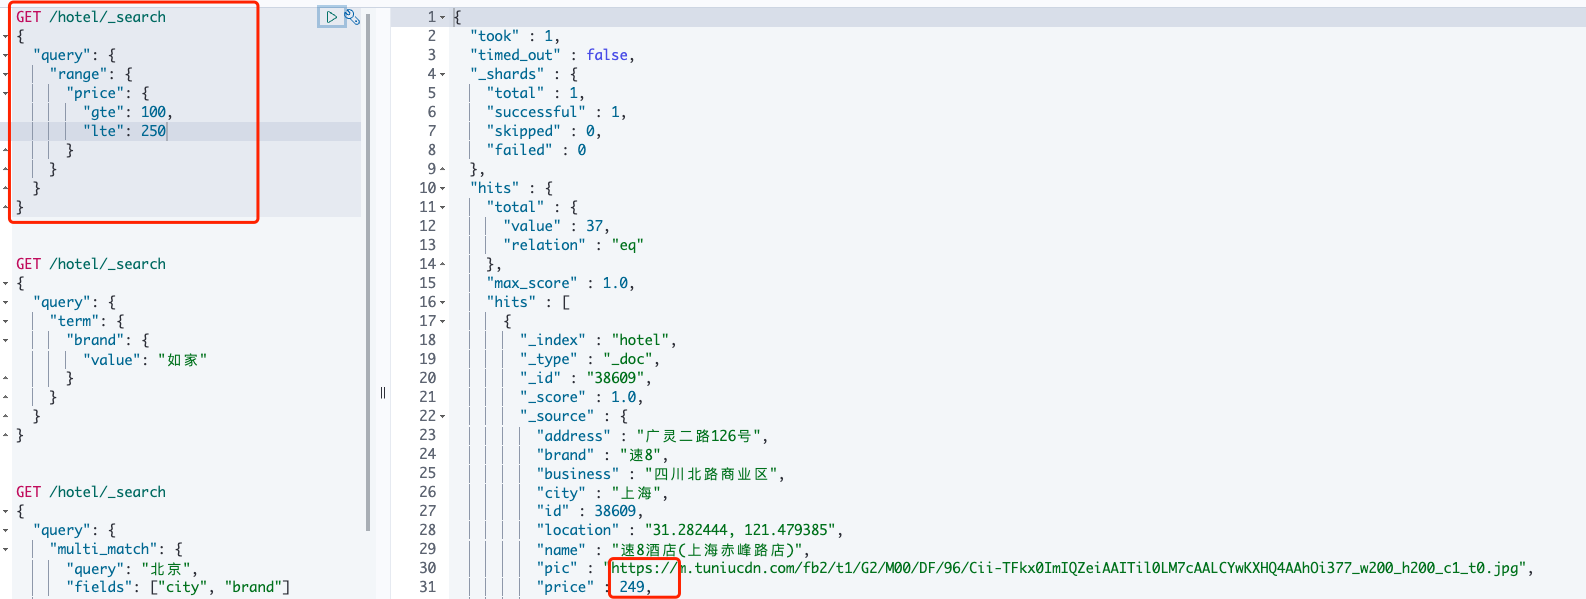 GET /hotel/_search
{
  "query": {
    "range": {
      "price": {
        "gte": 100,
        "lte": 250
      }
    }
  }
}
GET /hotel/_search
{
  "query": {
    "term": {
      "brand": {
        "value": "如家"
      }
    }
  }
}
GET /hotel/_search
{
  "query": {
    "multi_match": {
      "query": "北京",
      "fields": ["city", "brand"]
1 {
2   "took" : 1,
3   "timed_out" : false,
4   "_shards" : {
5     "total" : 1,
6     "successful" : 1,
7     "skipped" : 0,
8     "failed" : 0
9   },
10   "hits" : {
11     "total" : {
12       "value" : 37,
13       "relation" : "eq"
14     },
15     "max_score" : 1.0,
16     "hits" : [
17       {
18         "_index" : "hotel",
19         "_type" : "_doc",
20         "_id" : "38609",
21         "_score" : 1.0,
22         "_source" : {
23           "address" : "广灵二路126号",
24           "brand" : "速8",
25           "business" : "四川北路商业区",
26           "city" : "上海",
27           "id" : 38609,
28           "location" : "31.282444, 121.479385",
29           "name" : "速8酒店(上海赤峰路店)",
30           "pic" : "https://m.tuniucdn.com/fb2/t1/G2/M00/DF/96/Cii-TFkx0ImIQZeiAAITil0LM7cAALCYwKXHQ4AAhOi377_w200_h200_c1_t0.jpg",
31           "price" : 249,